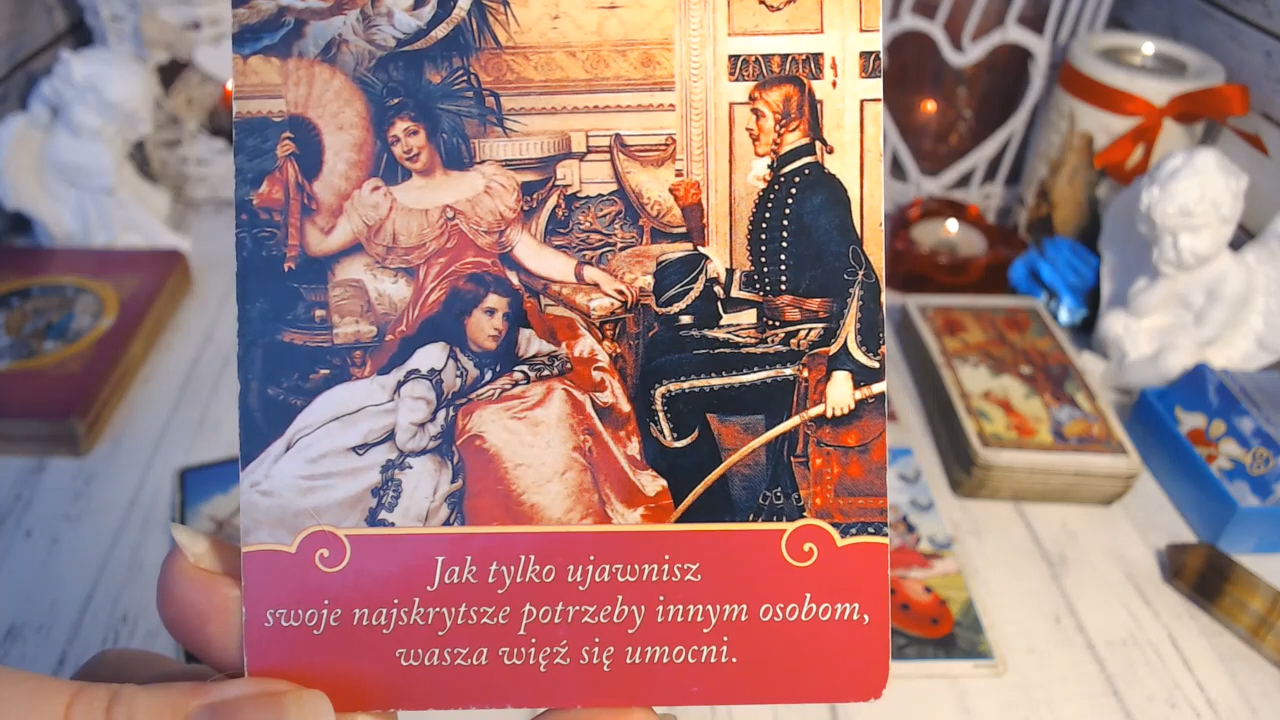 Jak tylko ujawnisz
swoje najskrytsze potrzeby innym osobom,
wasza więź się umocni.